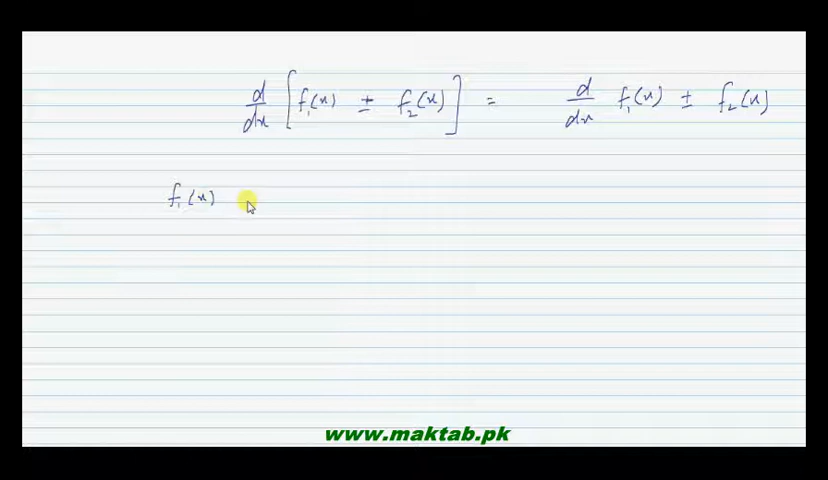 d/dx [f₁(x) ± f₂(x)] = d/dx f₁(x) ± f₂(x)
f₁(x)
www.maktab.pk